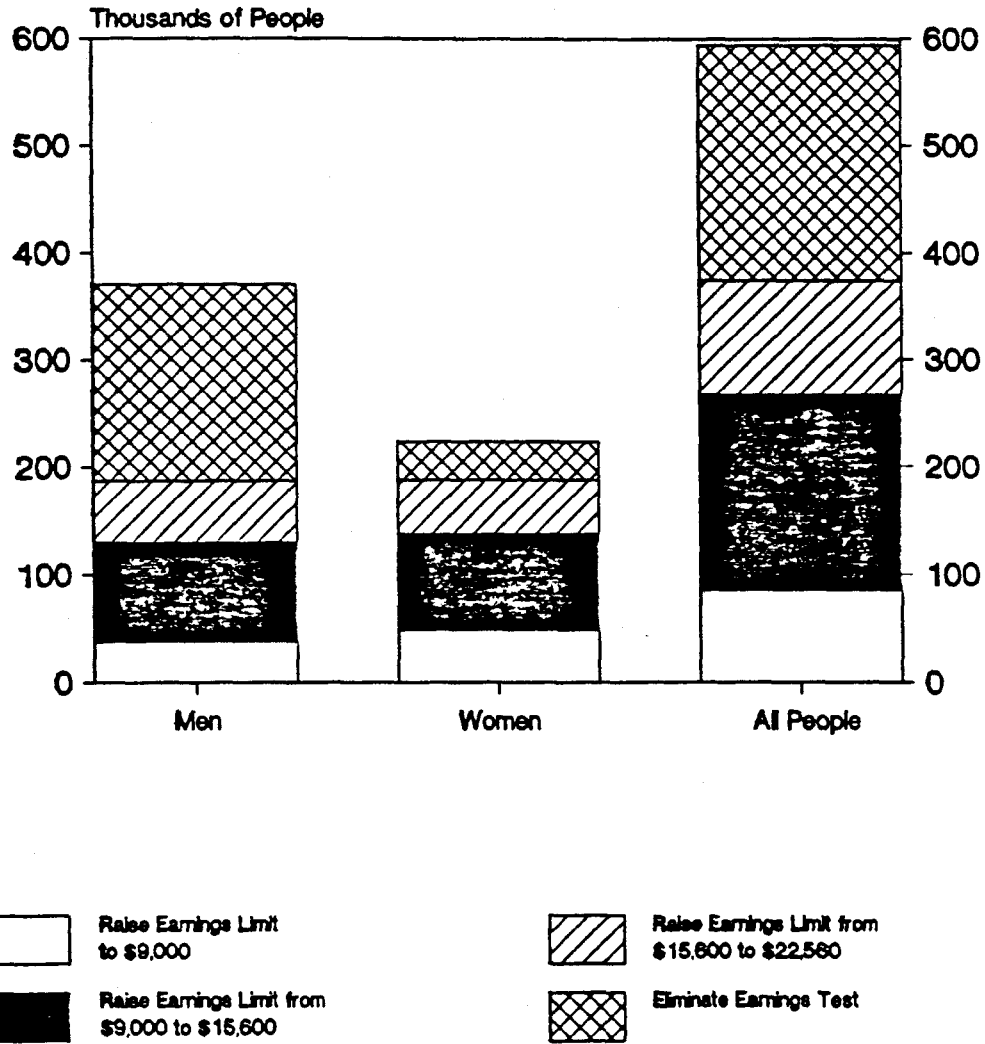 Thousands of People
600 600
500 500
400 400
300 300
200 200
100 100
0 0
Men Women All People
Raise Earnings Limit
to $9,000
Raise Earnings Limit from
$9,000 to $15,600
Raise Earnings Limit from
$15,600 to $22,560
Eliminate Earnings Test